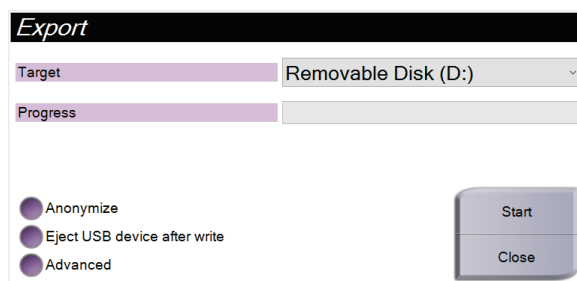 Export
Target
Removable Disk (D:)
Progress
Anonymize
Eject USB device after write
Advanced
Start
Close